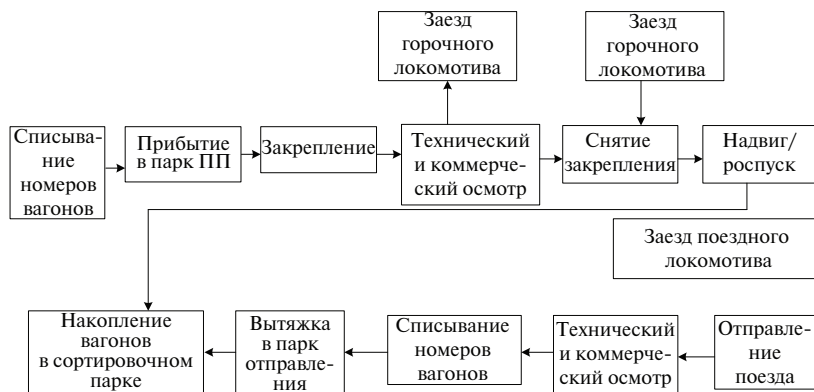 Заезд
горочного
локомотива
Заезд
горочного
локомотива
Списыва-
ние
номеров
вагонов
Прибытие
в парк ПП
Закрепление
Технический
и коммерче-
ский осмотр
Снятие
закрепления
Надвиг/
роспуск
Заезд поездного
локомотива
Накопление
вагонов
в сортировочном
парке
Вытяжка
в парк
отправления
Списывание
номеров
вагонов
Технический
и коммерче-
ский осмотр
Отправле-
ние
поезда